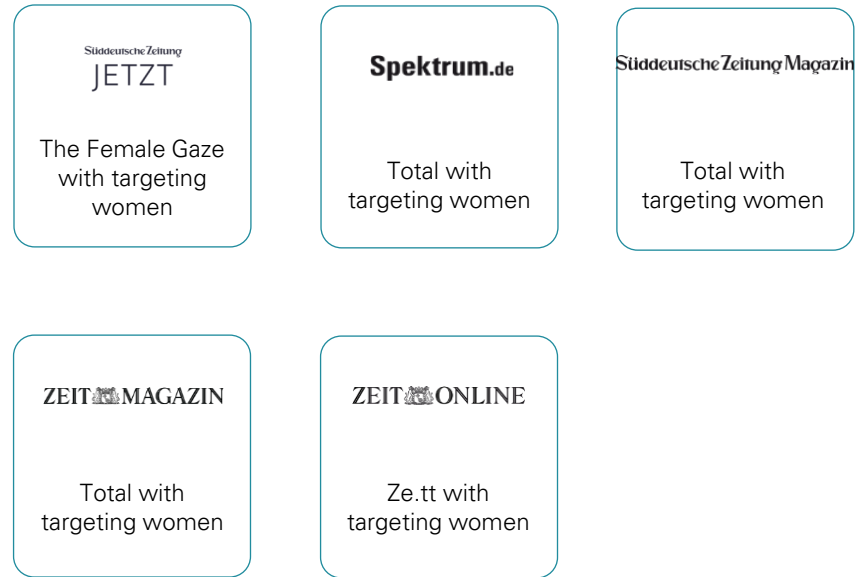 Süddeutsche Zeitung
JETZT
The Female Gaze
with targeting
women
Spektrum.de
Total with
targeting women
Süddeutsche Zeitung Magazin
Total with
targeting women
ZEIT MAGAZIN
Total with
targeting women
ZEIT ONLINE
Ze.tt with
targeting women